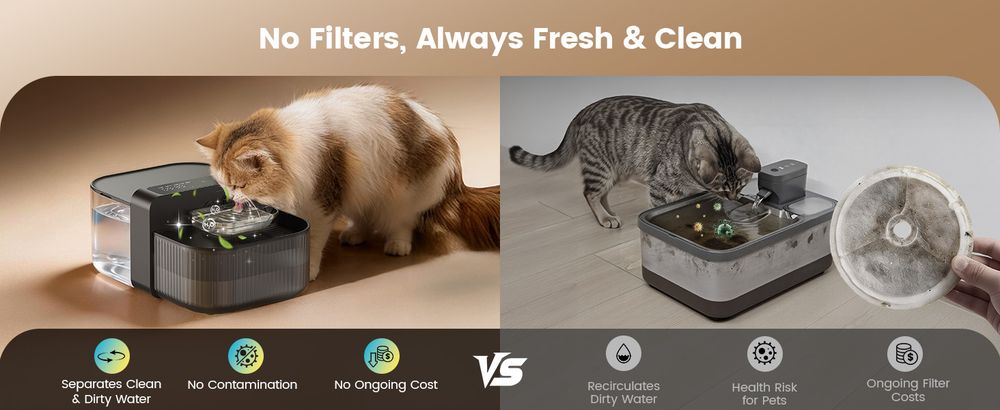 No Filters, Always Fresh & Clean
Separates Clean
& Dirty Water
No Contamination
No Ongoing Cost
VS
Recirculates
Dirty Water
Health Risk
for Pets
Ongoing Filter
Costs